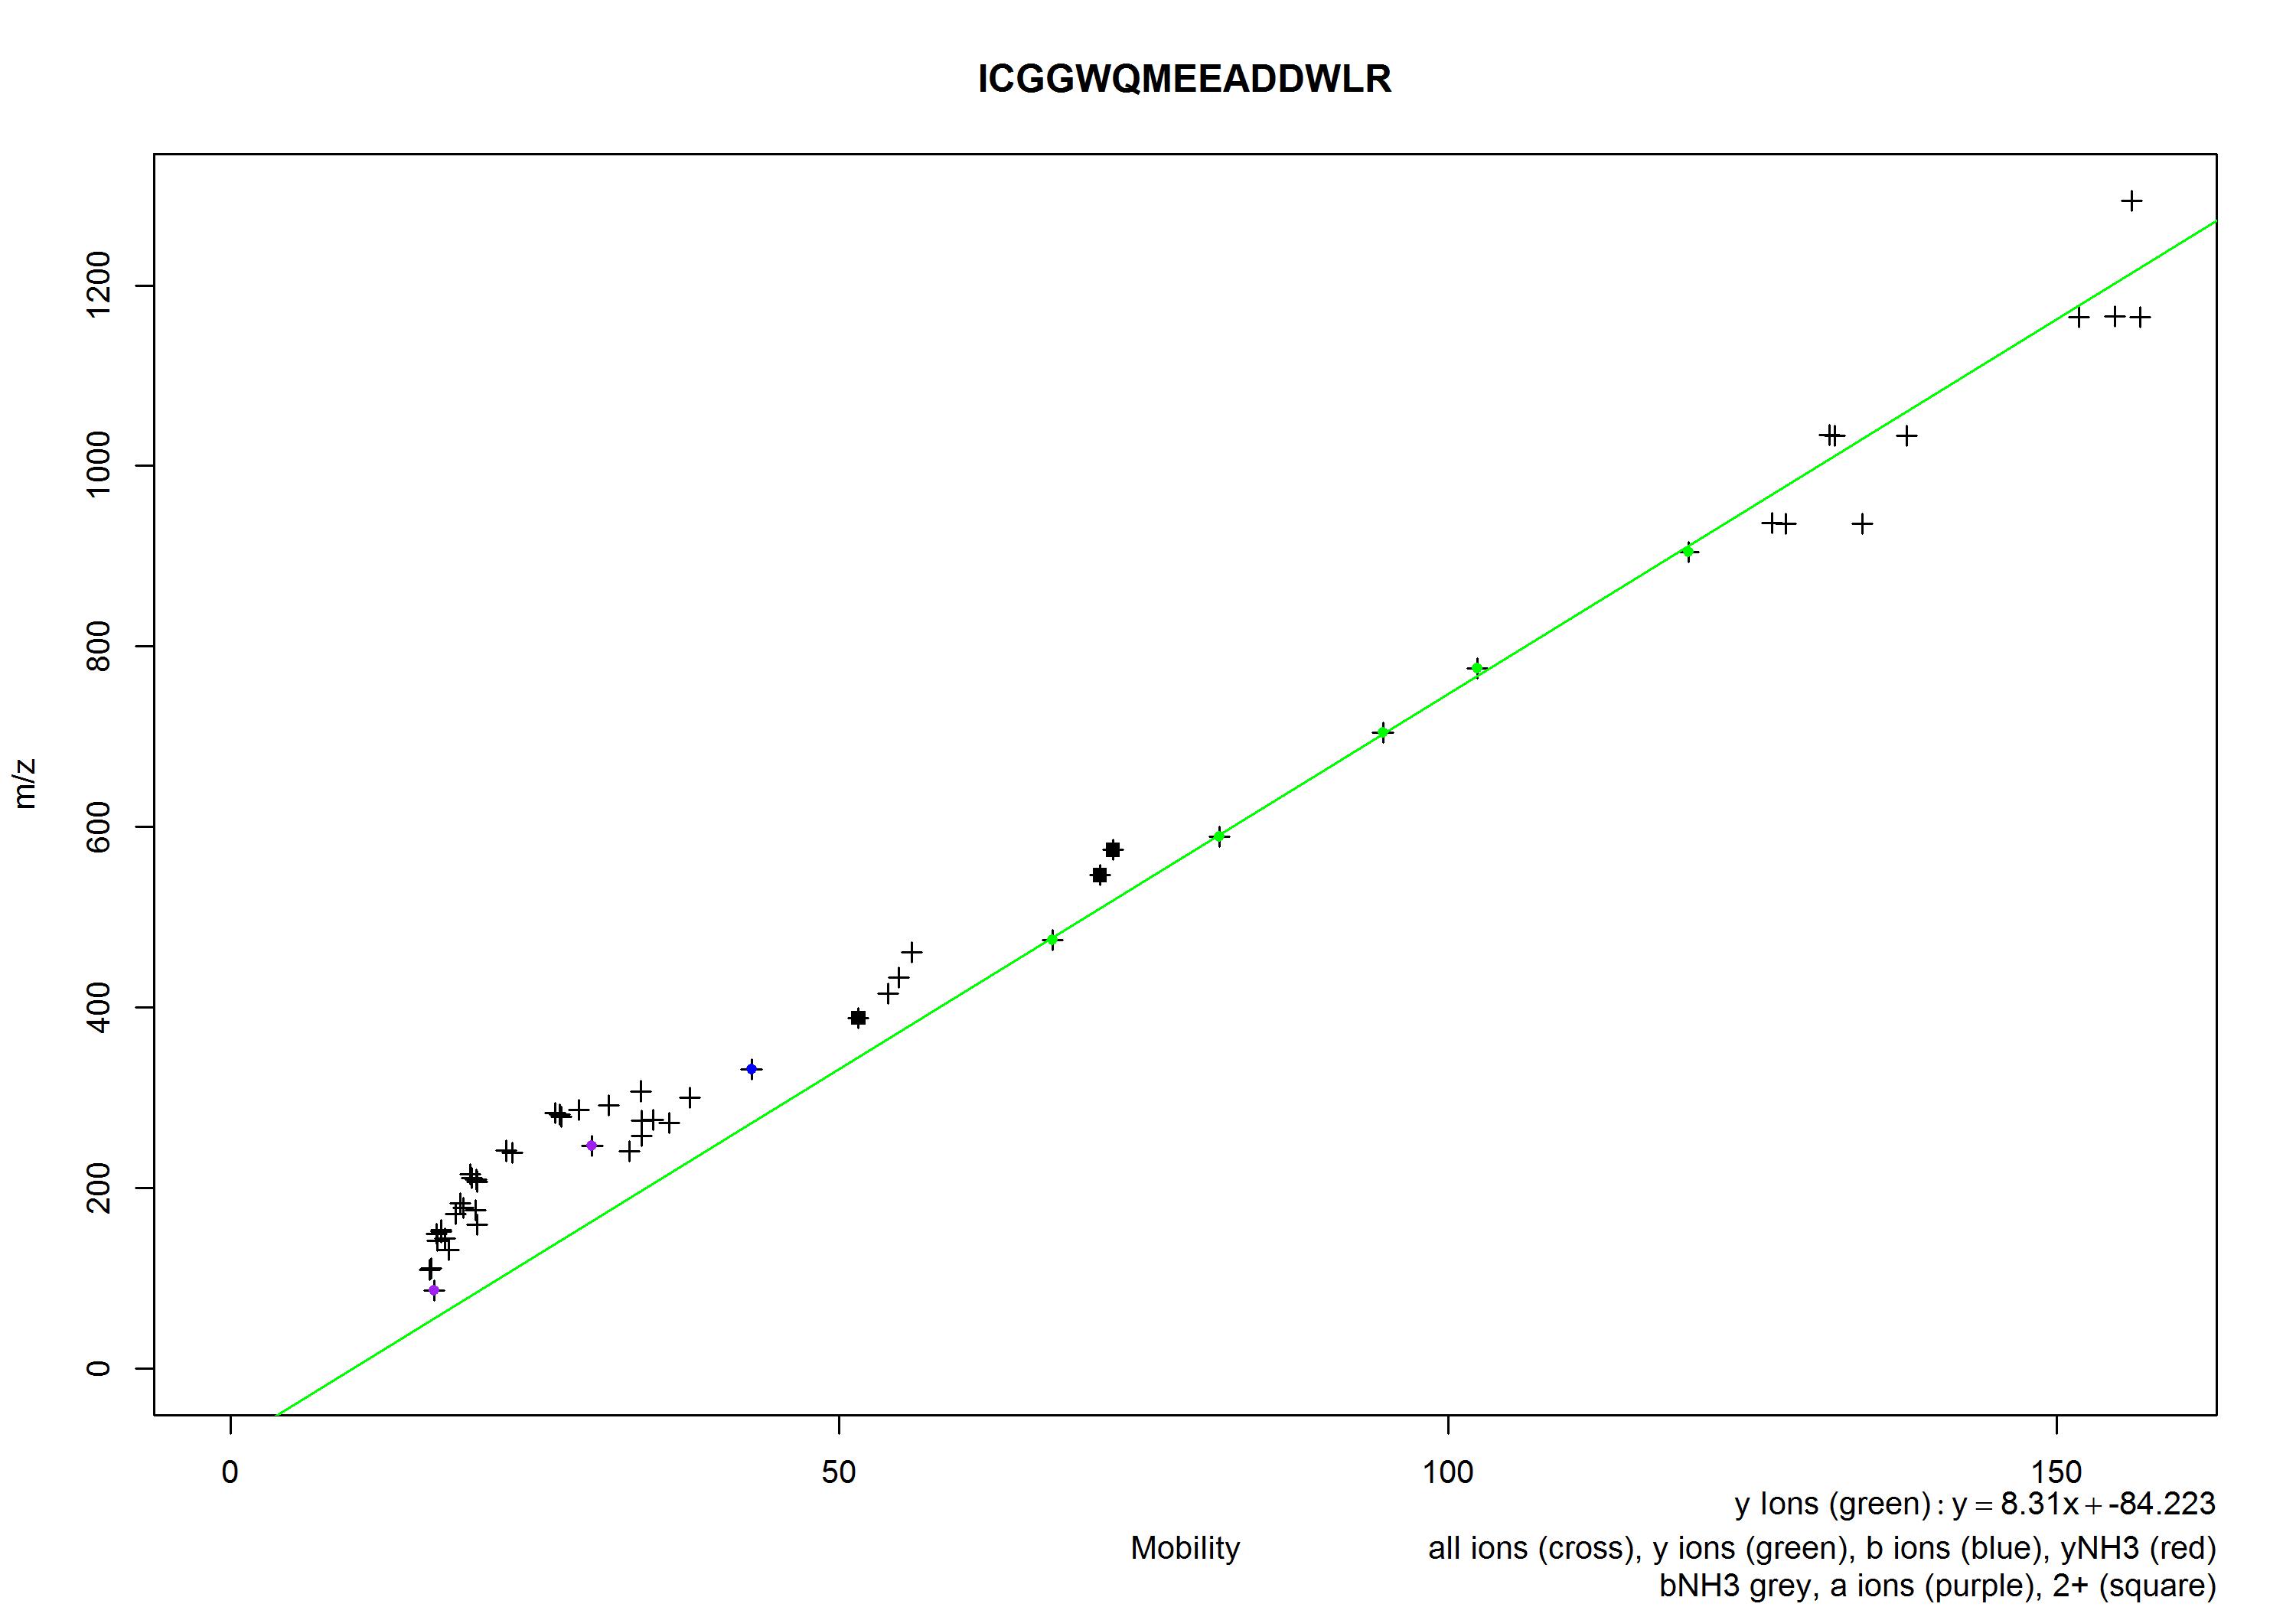 ICGGWQMEEADDWLR
1200
1000
800
600
400
200
0
m/z
0 50 100 150
y Ions (green) : y = 8.31x + -84.223
Mobility
all ions (cross), y ions (green), b ions (blue), yNH3 (red)
bNH3 grey, a ions (purple), 2+ (square)